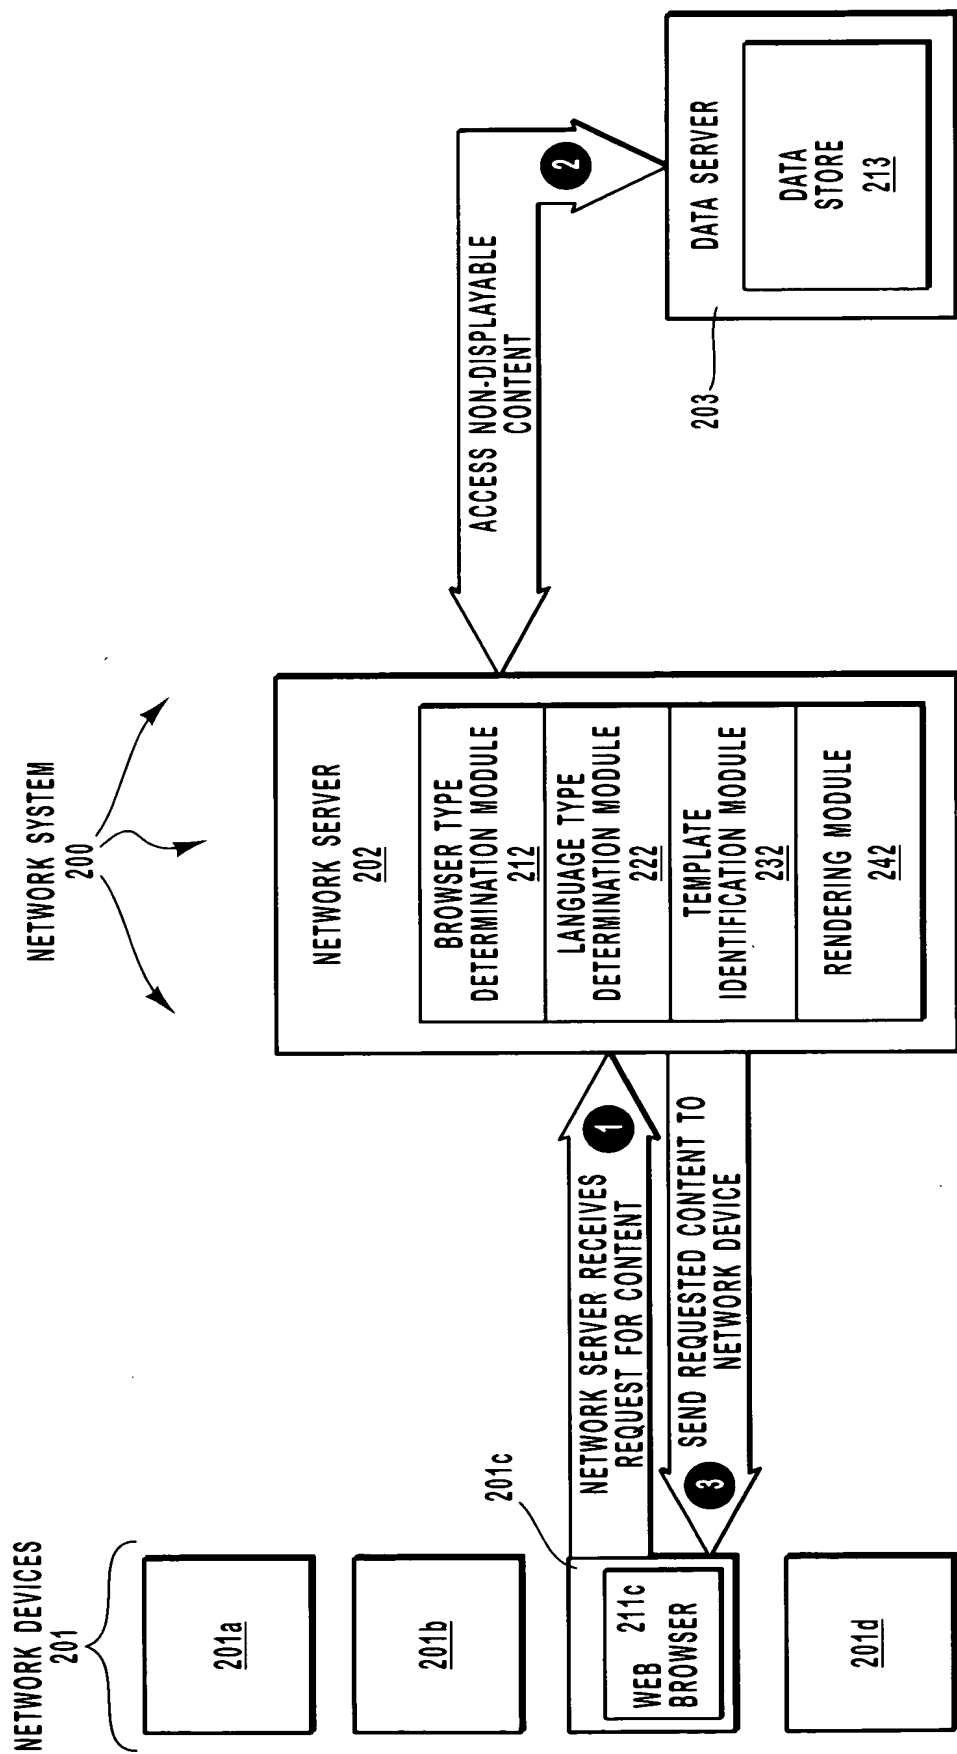 NETWORK SYSTEM
200
NETWORK DEVICES
201
201a
201b
201c
211c
WEB
BROWSER
201d
NETWORK SERVER RECEIVES
REQUEST FOR CONTENT
1
SEND REQUESTED CONTENT TO
NETWORK DEVICE
3
NETWORK SERVER
202
BROWSER TYPE
DETERMINATION MODULE
212
LANGUAGE TYPE
DETERMINATION MODULE
222
TEMPLATE
IDENTIFICATION MODULE
232
RENDERING MODULE
242
ACCESS NON-DISPLAYABLE
CONTENT
2
203
DATA SERVER
DATA
STORE
213